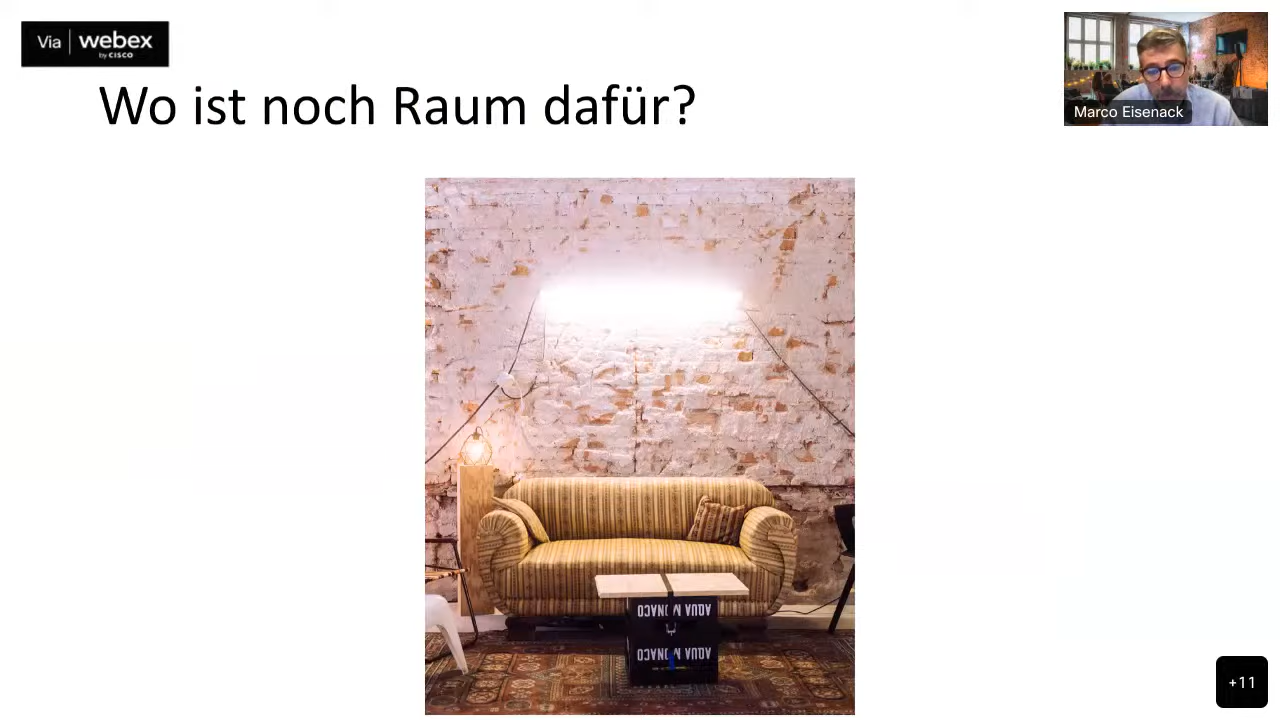 Via | webex
by CISCO
Marco Eisenack
Wo ist noch Raum dafür?
AQUA MONACO
AQUA MONACO
+11